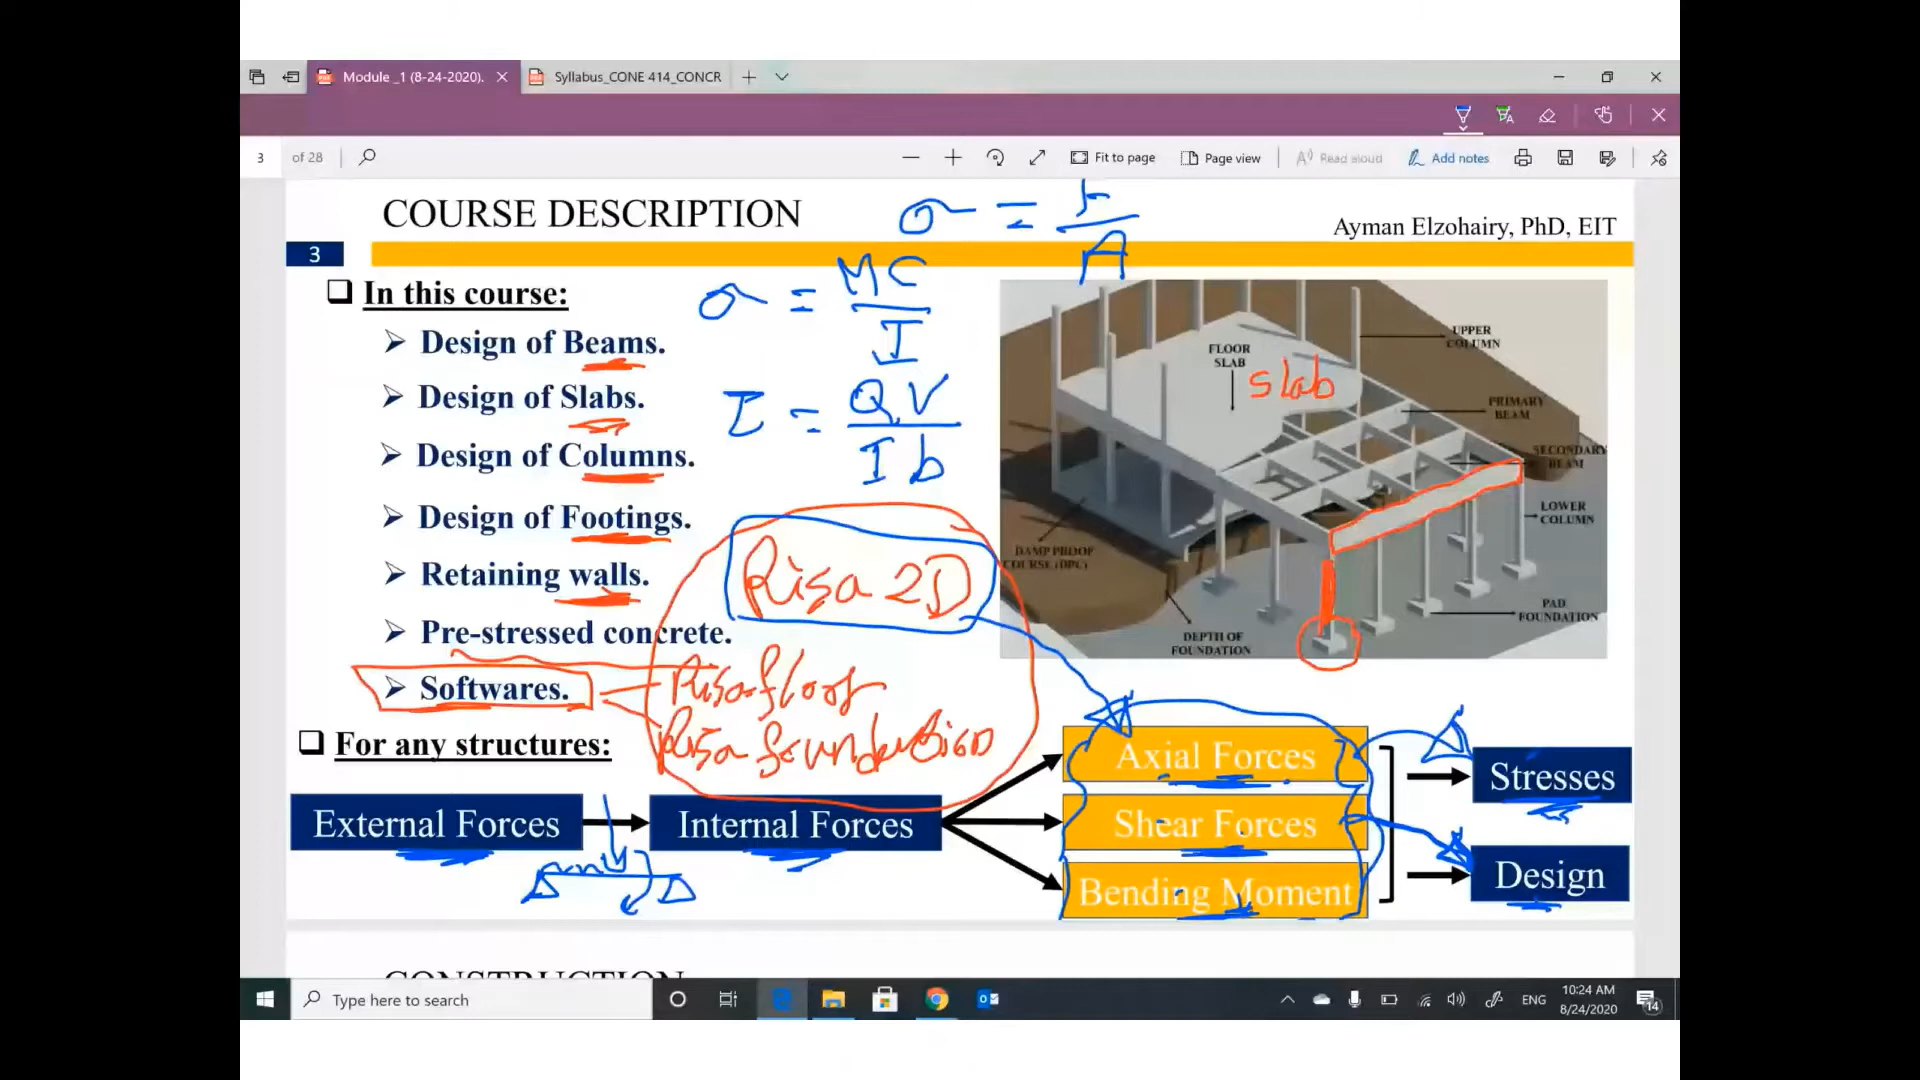 Module _1 (8-24-2020).
Syllabus_CONE 414_CONCR
3
of 28
Fit to page
Page view
Read aloud
Add notes
COURSE DESCRIPTION
σ = F/A
Ayman Elzohairy, PhD, EIT
3
In this course:
σ = MC/I
Design of Beams.
Design of Slabs.
τ = QV/Ib
Design of Columns.
Design of Footings.
Retaining walls.
Risa 2D
Pre-stressed concrete.
Softwares.
Risa floor
Risa foundation
UPPER
COLUMN
FLOOR
SLAB
Slab
PRIMARY
BEAM
SECONDARY
BEAM
LOWER
COLUMN
DAMP PROOF
COURSE (DPC)
PAD
FOUNDATION
DEPTH OF
FOUNDATION
For any structures:
External Forces
Internal Forces
Axial Forces
Shear Forces
Bending Moment
Stresses
Design
CONSTRUCTION
Type here to search
ENG
10:24 AM
8/24/2020
14